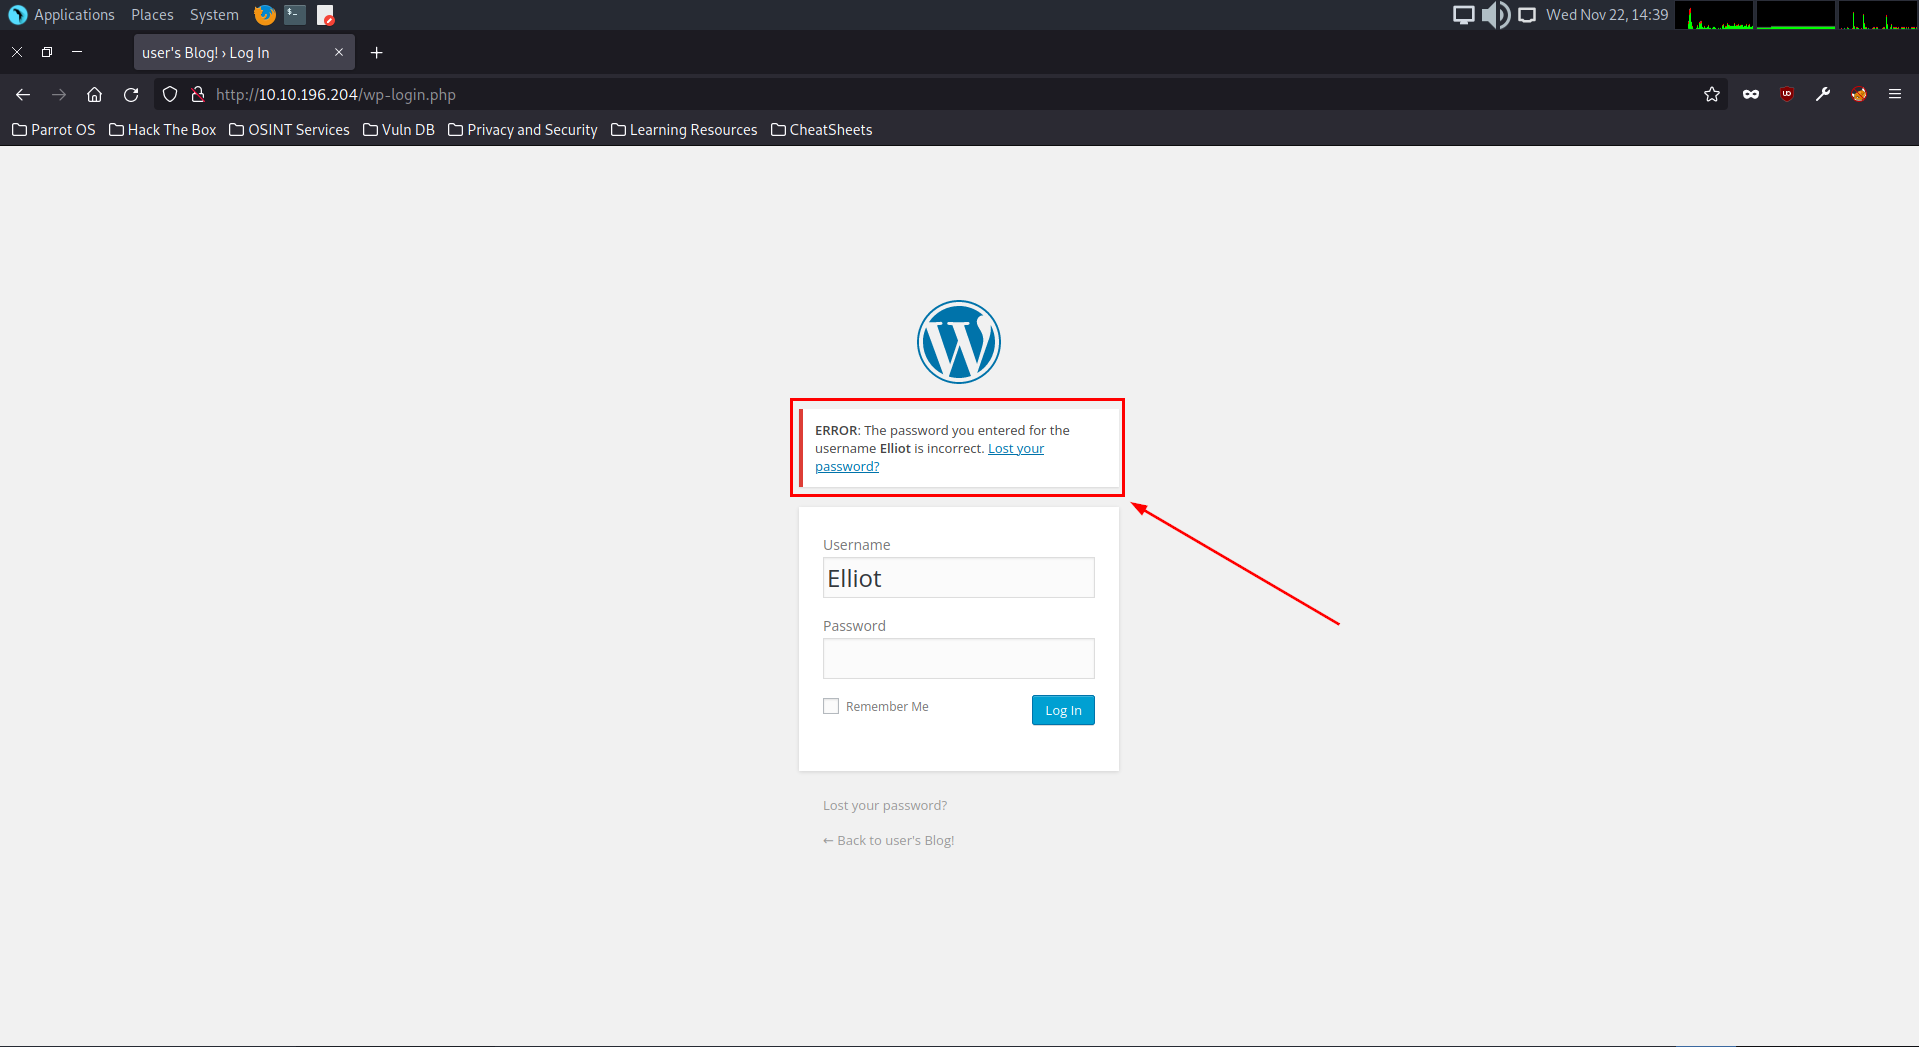 Applications Places System Wed Nov 22, 14:39
user's Blog! › Log In
http://10.10.196.204/wp-login.php
Parrot OS Hack The Box OSINT Services Vuln DB Privacy and Security Learning Resources CheatSheets
ERROR: The password you entered for the
username Elliot is incorrect. Lost your
password?
Username
Elliot
Password
Remember Me Log In
Lost your password?
← Back to user's Blog!